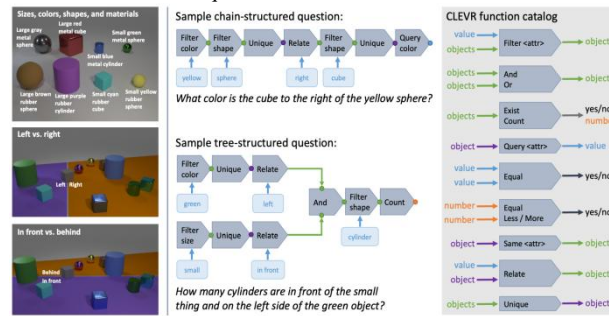 Sizes, colors, shapes, and materials
Large gray metal sphere
Large red metal cube
Small green metal sphere
Small blue metal cylinder
Large brown rubber sphere
Large purple rubber cylinder
Small cyan rubber cube
Small yellow rubber sphere
Left vs. right
Left Right
In front vs. behind
Behind
In front
Sample chain-structured question:
Filter color
Filter shape
Unique
Relate
Filter shape
Unique
Query color
yellow
sphere
right
cube
What color is the cube to the right of the yellow sphere?
Sample tree-structured question:
Filter color
Unique
Relate
green
left
And
Filter shape
Count
cylinder
Filter size
Unique
Relate
small
in front
How many cylinders are in front of the small
thing and on the left side of the green object?
CLEVR function catalog
value
objects
Filter <attr>
object
objects
objects
And
Or
object
objects
Exist
Count
yes/no
number
object
Query <attr>
value
value
value
Equal
yes/no
number
number
Equal
Less / More
yes/no
object
Same <attr>
object
value
object
Relate
object
objects
Unique
object